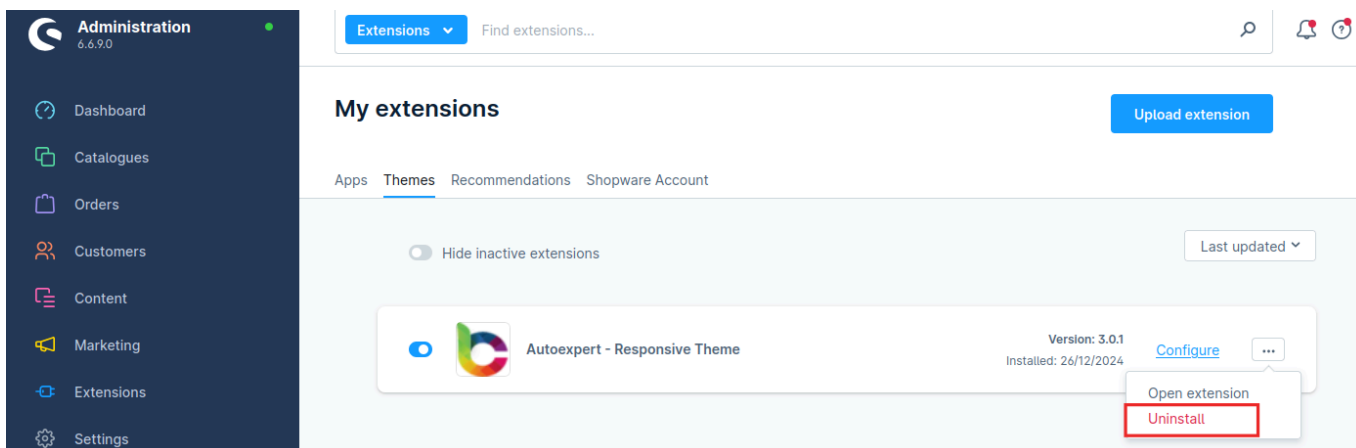 Administration
6.6.9.0
Extensions
Find extensions...
Dashboard
Catalogues
Orders
Customers
Content
Marketing
Extensions
Settings
My extensions
Upload extension
Apps Themes Recommendations Shopware Account
Hide inactive extensions
Last updated
Autoexpert - Responsive Theme
Version: 3.0.1
Installed: 26/12/2024
Configure
...
Open extension
Uninstall